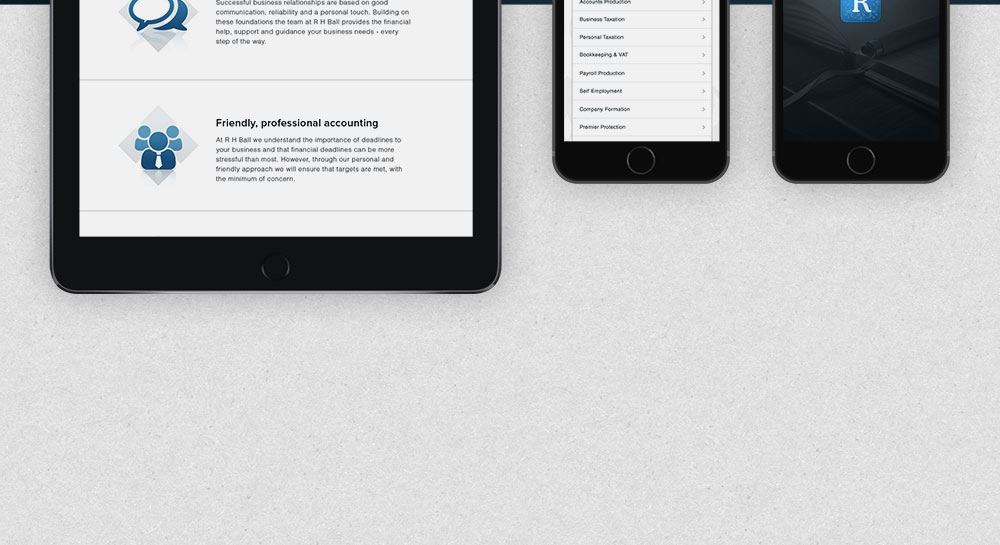 Successful business relationships are based on good
communication, reliability and a personal touch. Building on
these foundations the team at R H Ball provides the financial
help, support and guidance your business needs - every
step of the way.
Friendly, professional accounting
At R H Ball we understand the importance of deadlines to
your business and that financial deadlines can be more
stressful than most. However, through our personal and
friendly approach we will ensure that targets are met, with
the minimum of concern.
Accounts Production
Business Taxation
Personal Taxation
Bookkeeping & VAT
Payroll Production
Self Employment
Company Formation
Premier Protection
R